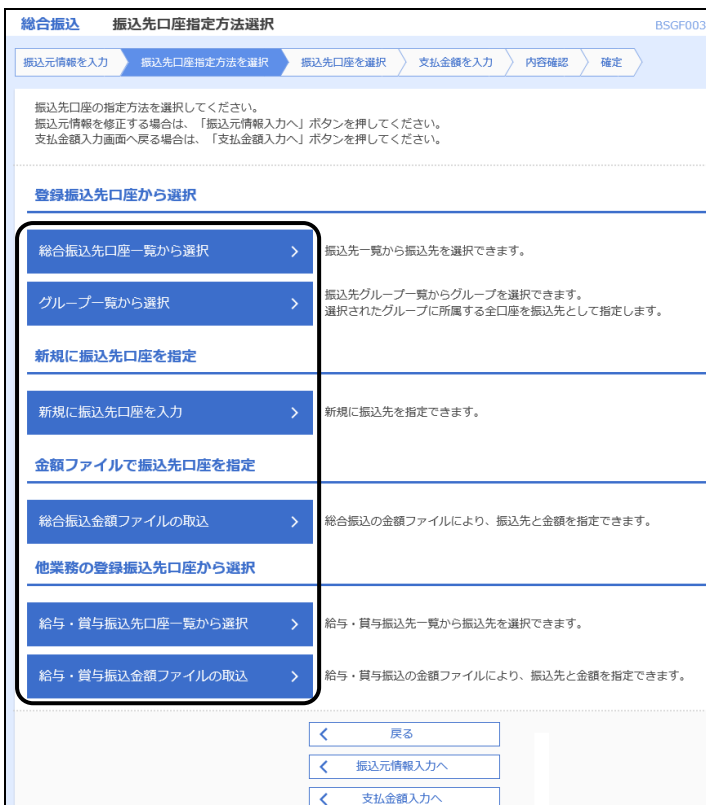 総合振込 振込先口座指定方法選択 BSGF003
振込元情報を入力 振込先口座指定方法を選択 振込先口座を選択 支払金額を入力 内容確認 確定
振込先口座の指定方法を選択してください。
振込元情報を修正する場合は、「振込元情報入力へ」ボタンを押してください。
支払金額入力画面へ戻る場合は、「支払金額入力へ」ボタンを押してください。
登録振込先口座から選択
総合振込先口座一覧から選択 振込先一覧から振込先を選択できます。
グループ一覧から選択 振込先グループ一覧からグループを選択できます。
選択されたグループに所属する全口座を振込先として指定します。
新規に振込先口座を指定
新規に振込先口座を入力 新規に振込先を指定できます。
金額ファイルで振込先口座を指定
総合振込金額ファイルの取込 総合振込の金額ファイルにより、振込先と金額を指定できます。
他業務の登録振込先口座から選択
給与・賞与振込先口座一覧から選択 給与・賞与振込先一覧から振込先を選択できます。
給与・賞与振込金額ファイルの取込 給与・賞与振込の金額ファイルにより、振込先と金額を指定できます。
戻る
振込元情報入力へ
支払金額入力へ